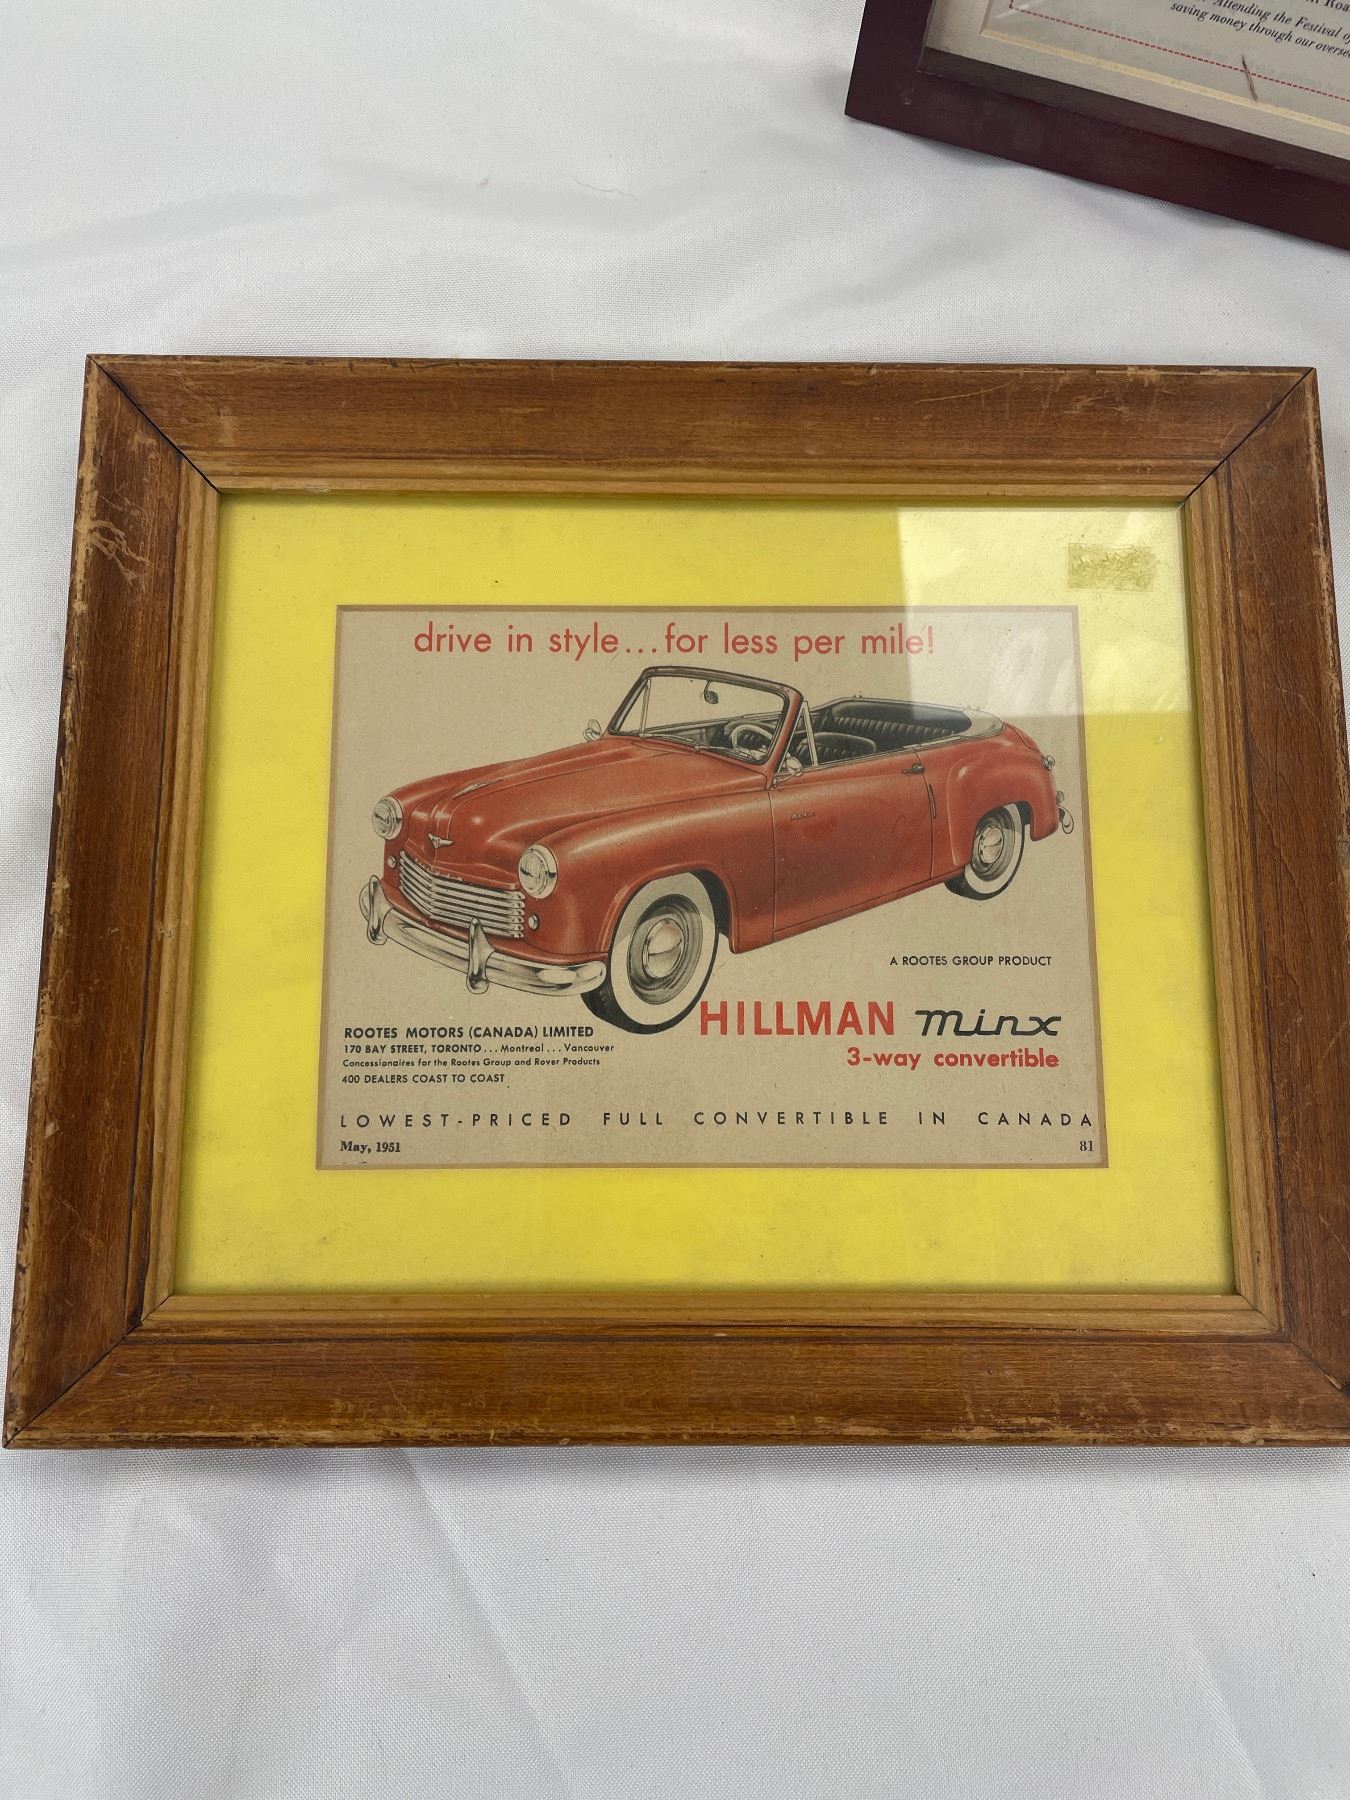 Attending the Festival of
saving money through our
drive in style...for less per mile!
A ROOTES GROUP PRODUCT
HILLMAN minx
3-way convertible
ROOTES MOTORS (CANADA) LIMITED
170 BAY STREET, TORONTO...Montreal...Vancouver
Concessionaires for the Rootes Group and Rover Products
400 DEALERS COAST TO COAST
LOWEST-PRICED FULL CONVERTIBLE IN CANADA
May, 1951
81